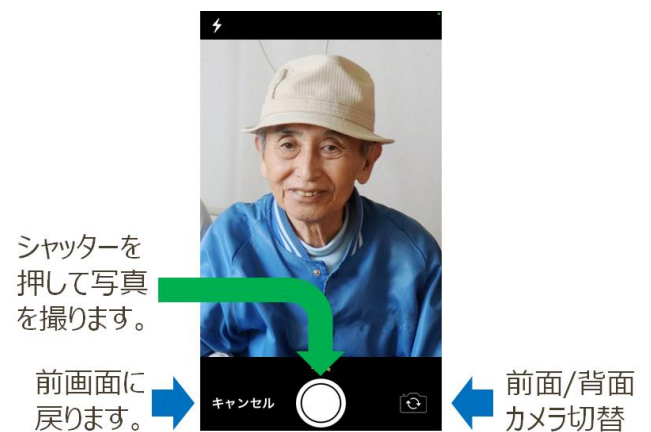 シャッターを
押して写真
を撮ります。
前画面に
戻ります。
キャンセル
前面/背面
カメラ切替